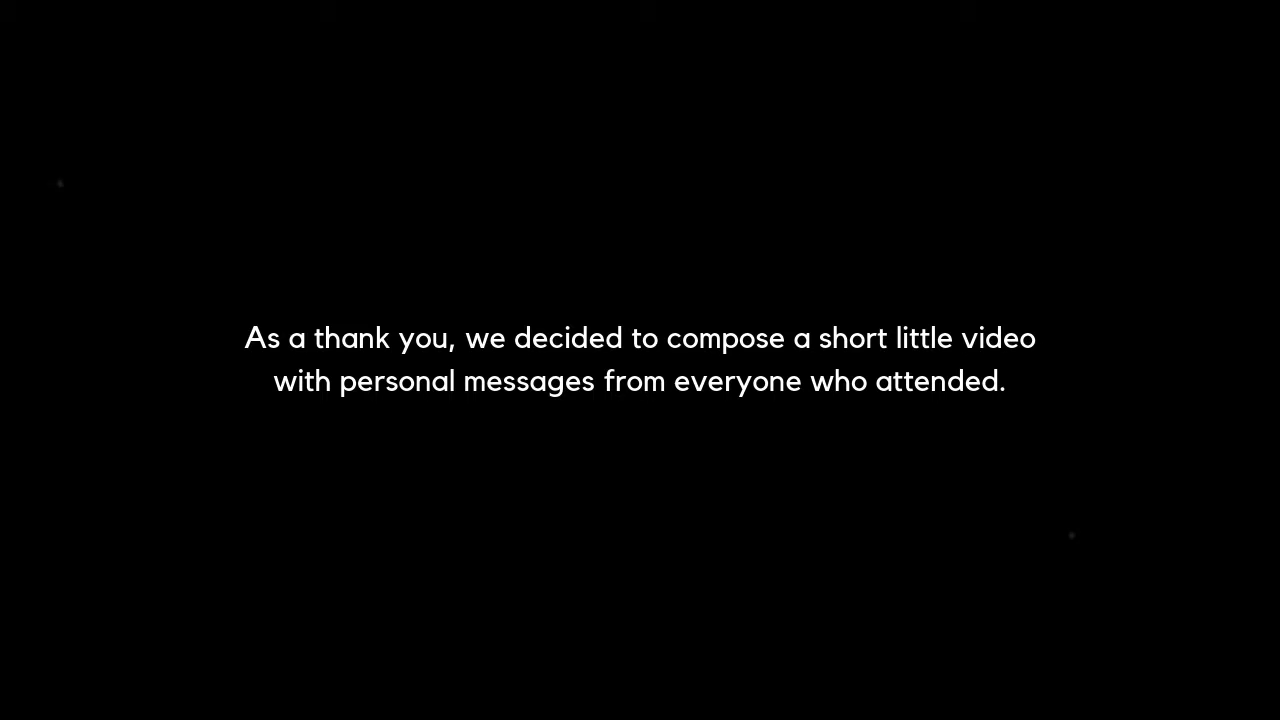 As a thank you, we decided to compose a short little video
with personal messages from everyone who attended.